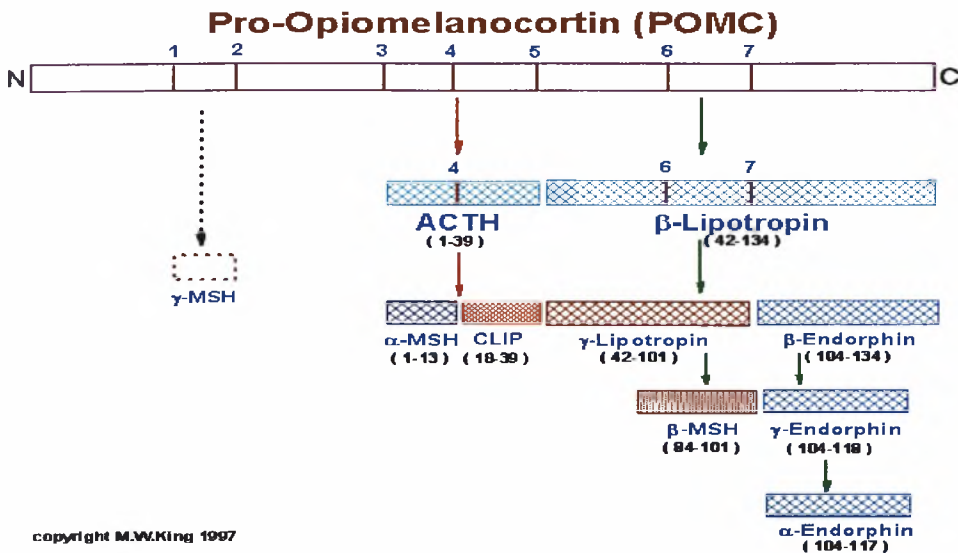 Pro-Opiomelanocortin (POMC)
1 2 3 4 5 6 7
N C
4 6 7
ACTH β-Lipotropin
(1-39) (42-134)
γ-MSH
α-MSH CLIP γ-Lipotropin β-Endorphin
(1-13) (18-39) (42-101) (104-134)
β-MSH γ-Endorphin
(84-101) (104-118)
α-Endorphin
(104-117)
copyright M.W.King 1997